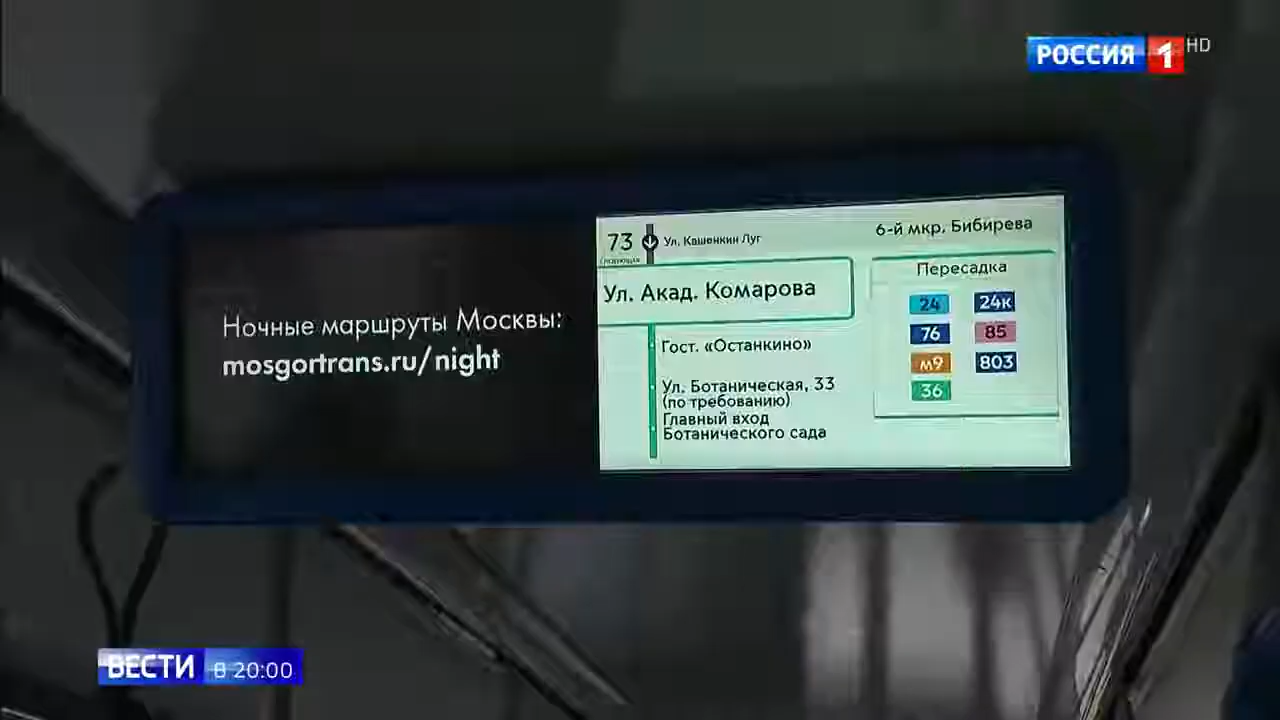 РОССИЯ 1 HD
Ночные маршруты Москвы:
mosgortrans.ru/night
73
Ул. Кашенкин Луг
6-й мкр. Бибирева
Ул. Акад. Комарова
Гост. «Останкино»
Ул. Ботаническая, 33
(по требованию)
Главный вход
Ботанического сада
Пересадка
24 24к
76 85
м9 803
36
ВЕСТИ В 20:00